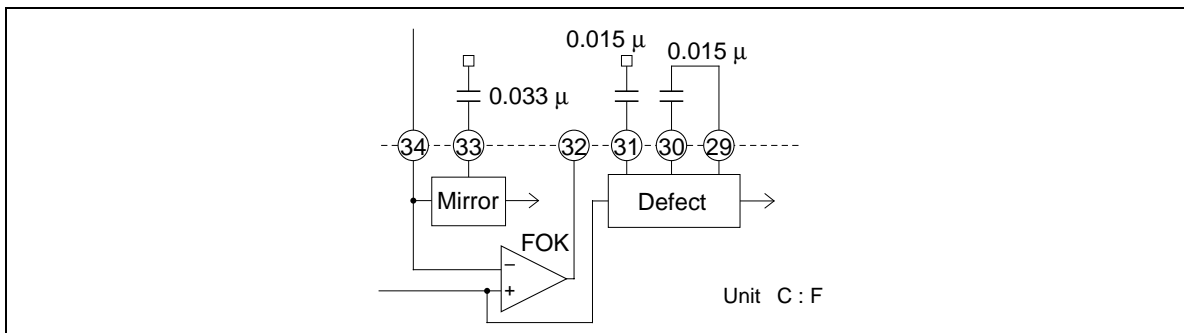 0.015 μ
0.015 μ
0.033 μ
34 33 32 31 30 29
Mirror
Defect
FOK
−
+
Unit C : F